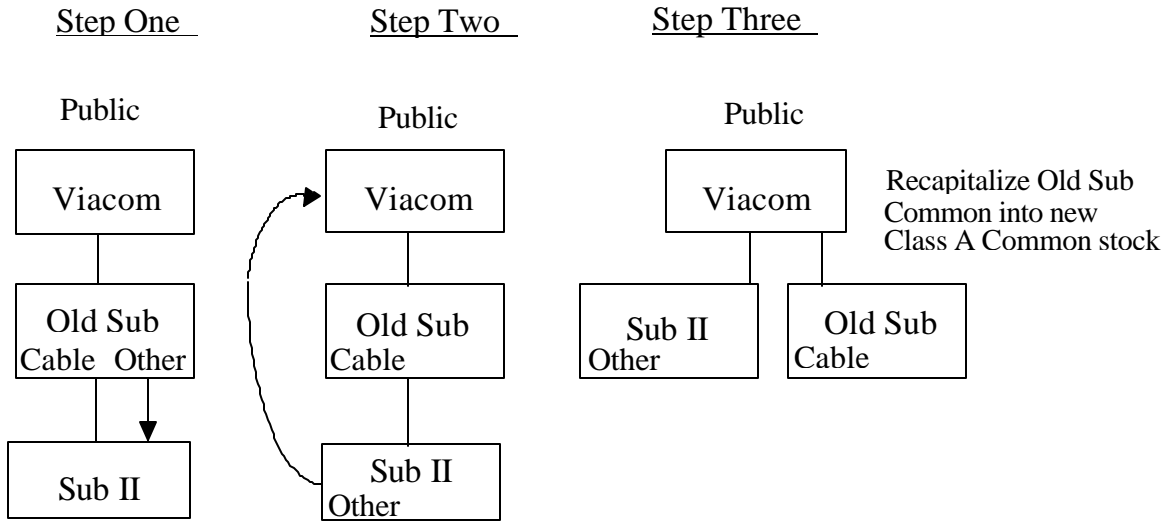 Step One
Public
Viacom
Old Sub
Cable Other
Sub II
Step Two
Public
Viacom
Old Sub
Cable
Sub II
Other
Step Three
Public
Viacom
Recapitalize Old Sub
Common into new
Class A Common stock
Sub II
Other
Old Sub
Cable